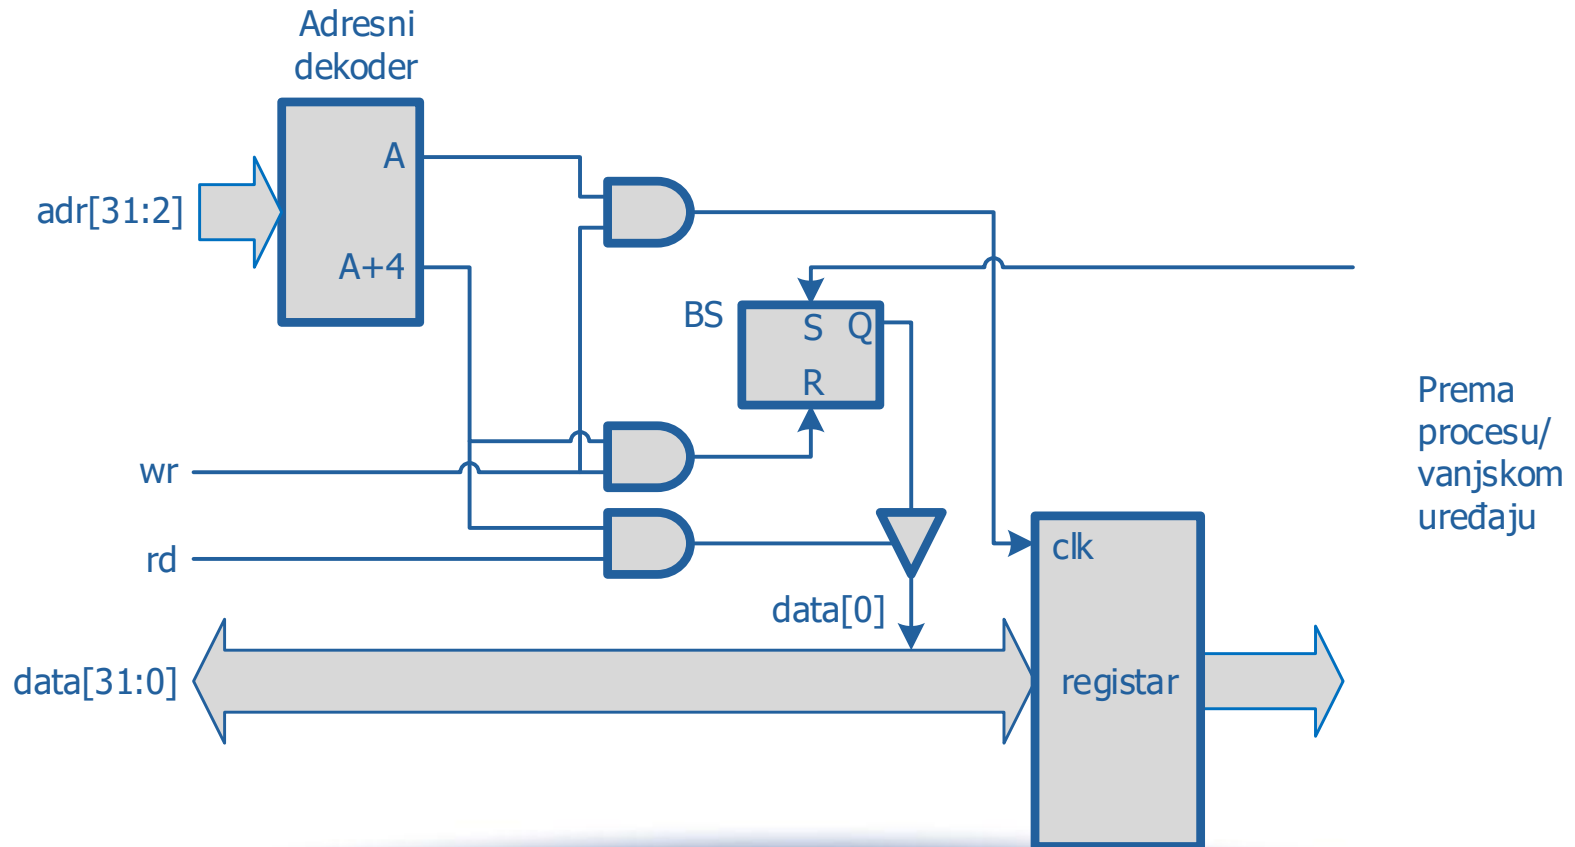 Adresni
dekoder
A
adr[31:2]
A+4
BS
S Q
R
Prema
procesu/
vanjskom
uređaju
wr
rd
clk
data[0]
data[31:0]
registar